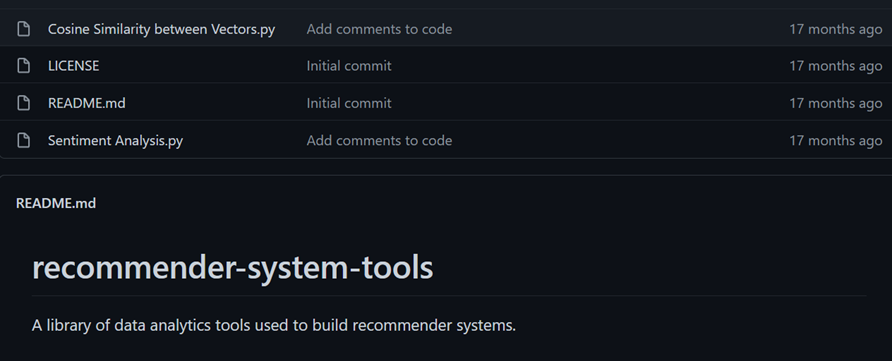 Cosine Similarity between Vectors.py Add comments to code 17 months ago
LICENSE Initial commit 17 months ago
README.md Initial commit 17 months ago
Sentiment Analysis.py Add comments to code 17 months ago
README.md
recommender-system-tools
A library of data analytics tools used to build recommender systems.